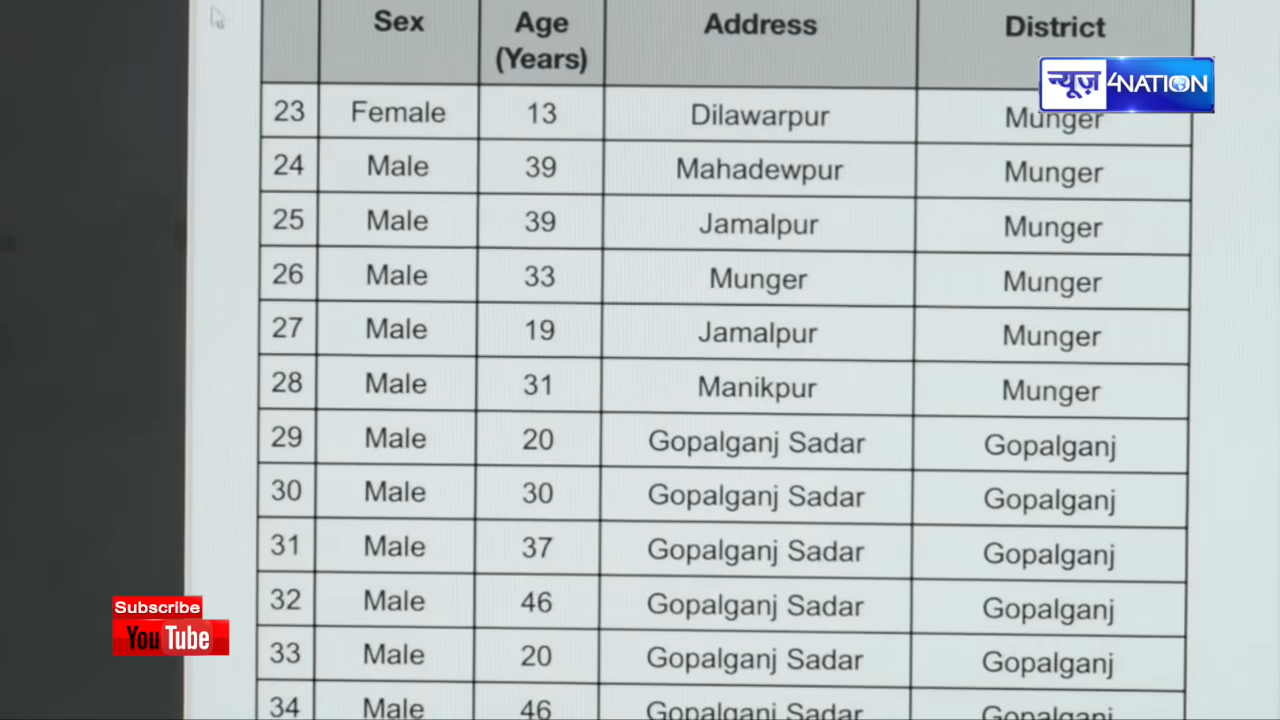 Sex Age (Years) Address District
न्यूज़ 4NATION
23 Female 13 Dilawarpur Munger
24 Male 39 Mahadewpur Munger
25 Male 39 Jamalpur Munger
26 Male 33 Munger Munger
27 Male 19 Jamalpur Munger
28 Male 31 Manikpur Munger
29 Male 20 Gopalganj Sadar Gopalganj
30 Male 30 Gopalganj Sadar Gopalganj
31 Male 37 Gopalganj Sadar Gopalganj
32 Male 46 Gopalganj Sadar Gopalganj
33 Male 20 Gopalganj Sadar Gopalganj
34 Male 46 Gopalganj Sadar Gopalganj
Subscribe
YouTube